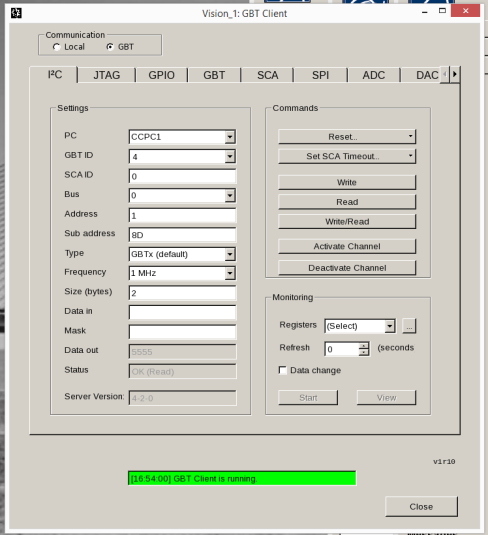 Vision_1: GBT Client
Communication
Local GBT
I²C JTAG GPIO GBT SCA SPI ADC DAC
Settings
PC CCPC1
GBT ID 4
SCA ID 0
Bus 0
Address 1
Sub address 8D
Type GBTx (default)
Frequency 1 MHz
Size (bytes) 2
Data in
Mask
Data out 5555
Status OK (Read)
Server Version: 4-2-0
Commands
Reset...
Set SCA Timeout...
Write
Read
Write/Read
Activate Channel
Deactivate Channel
Monitoring
Registers (Select) ...
Refresh 0 (seconds
Data change
Start View
v1r10
[16:54:00] GBT Client is running.
Close